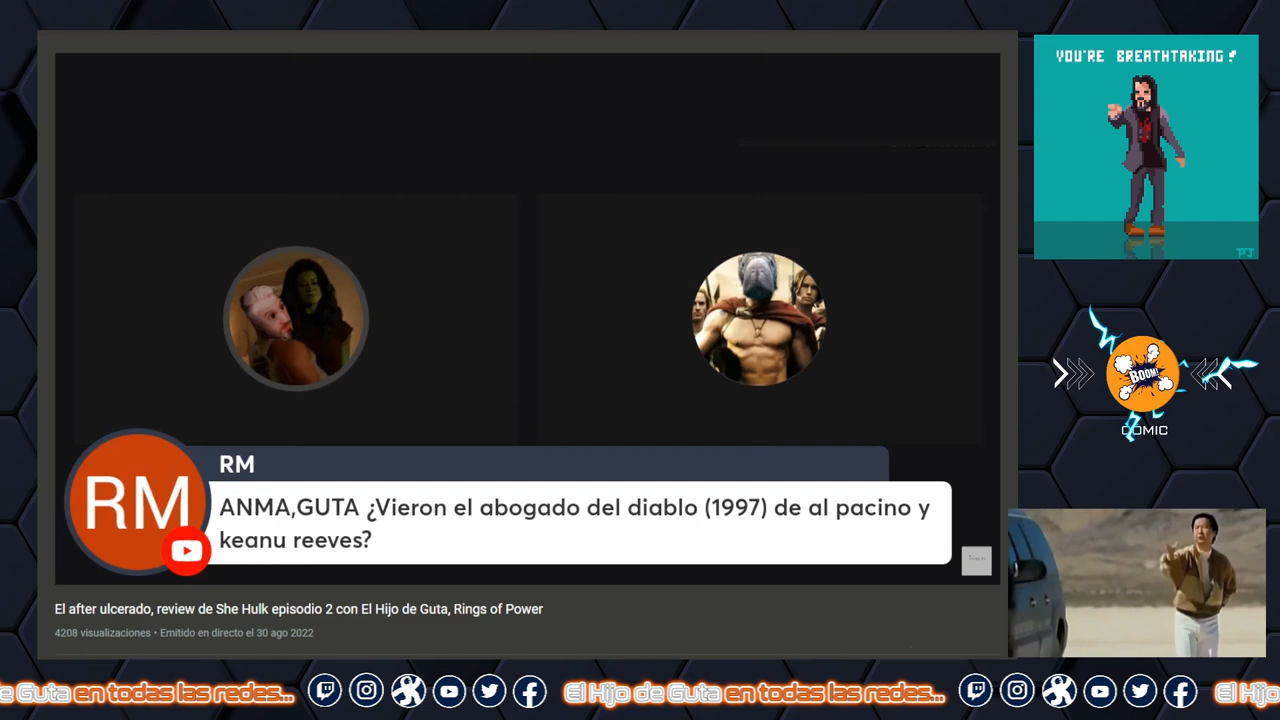 YOU'RE BREATHTAKING!
PJ
RM
RM
ANMA,GUTA ¿Vieron el abogado del diablo (1997) de al pacino y
keanu reeves?
BOOM!
COMIC
El after ulcerado, review de She Hulk episodio 2 con El Hijo de Guta, Rings of Power
4208 visualizaciones • Emitido en directo el 30 ago 2022
e Guta en todas las redes... El Hijo de Guta en todas las redes... El Hijo